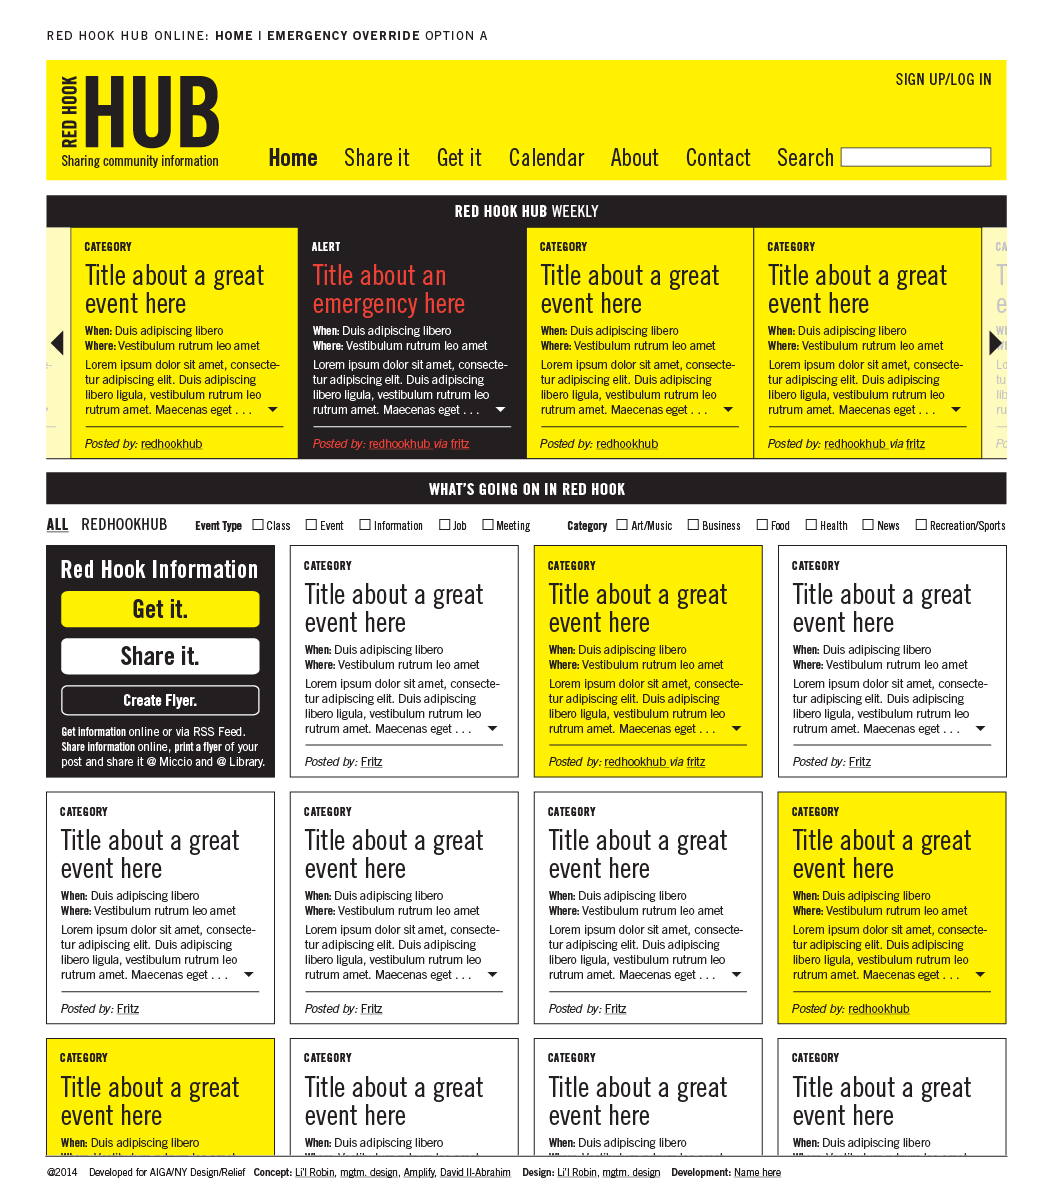 RED HOOK HUB ONLINE: HOME | EMERGENCY OVERRIDE OPTION A
SIGN UP/LOG IN
RED HOOK
HUB
Sharing community information
Home Share it Get it Calendar About Contact Search
RED HOOK HUB WEEKLY
CATEGORY
Title about a great
event here
When: Duis adipiscing libero
Where: Vestibulum rutrum leo amet
Lorem ipsum dolor sit amet, consecte-
tur adipiscing elit. Duis adipiscing
libero ligula, vestibulum rutrum leo
rutrum amet. Maecenas eget . . .
Posted by: redhookhub
ALERT
Title about an
emergency here
When: Duis adipiscing libero
Where: Vestibulum rutrum leo amet
Lorem ipsum dolor sit amet, consecte-
tur adipiscing elit. Duis adipiscing
libero ligula, vestibulum rutrum leo
rutrum amet. Maecenas eget . . .
Posted by: redhookhub via fritz
CATEGORY
Title about a great
event here
When: Duis adipiscing libero
Where: Vestibulum rutrum leo amet
Lorem ipsum dolor sit amet, consecte-
tur adipiscing elit. Duis adipiscing
libero ligula, vestibulum rutrum leo
rutrum amet. Maecenas eget . . .
Posted by: redhookhub
CATEGORY
Title about a great
event here
When: Duis adipiscing libero
Where: Vestibulum rutrum leo amet
Lorem ipsum dolor sit amet, consecte-
tur adipiscing elit. Duis adipiscing
libero ligula, vestibulum rutrum leo
rutrum amet. Maecenas eget . . .
Posted by: redhookhub via fritz
WHAT'S GOING ON IN RED HOOK
ALL REDHOOKHUB Event Type Class Event Information Job Meeting Category Art/Music Business Food Health News Recreation/Sports
Red Hook Information
Get it.
Share it.
Create Flyer.
Get information online or via RSS Feed.
Share information online, print a flyer of your
post and share it @ Miccio and @ Library.
CATEGORY
Title about a great
event here
When: Duis adipiscing libero
Where: Vestibulum rutrum leo amet
Lorem ipsum dolor sit amet, consecte-
tur adipiscing elit. Duis adipiscing
libero ligula, vestibulum rutrum leo
rutrum amet. Maecenas eget . . .
Posted by: Fritz
CATEGORY
Title about a great
event here
When: Duis adipiscing libero
Where: Vestibulum rutrum leo amet
Lorem ipsum dolor sit amet, consecte-
tur adipiscing elit. Duis adipiscing
libero ligula, vestibulum rutrum leo
rutrum amet. Maecenas eget . . .
Posted by: redhookhub via fritz
CATEGORY
Title about a great
event here
When: Duis adipiscing libero
Where: Vestibulum rutrum leo amet
Lorem ipsum dolor sit amet, consecte-
tur adipiscing elit. Duis adipiscing
libero ligula, vestibulum rutrum leo
rutrum amet. Maecenas eget . . .
Posted by: Fritz
CATEGORY
Title about a great
event here
When: Duis adipiscing libero
Where: Vestibulum rutrum leo amet
Lorem ipsum dolor sit amet, consecte-
tur adipiscing elit. Duis adipiscing
libero ligula, vestibulum rutrum leo
rutrum amet. Maecenas eget . . .
Posted by: Fritz
CATEGORY
Title about a great
event here
When: Duis adipiscing libero
Where: Vestibulum rutrum leo amet
Lorem ipsum dolor sit amet, consecte-
tur adipiscing elit. Duis adipiscing
libero ligula, vestibulum rutrum leo
rutrum amet. Maecenas eget . . .
Posted by: Fritz
CATEGORY
Title about a great
event here
When: Duis adipiscing libero
Where: Vestibulum rutrum leo amet
Lorem ipsum dolor sit amet, consecte-
tur adipiscing elit. Duis adipiscing
libero ligula, vestibulum rutrum leo
rutrum amet. Maecenas eget . . .
Posted by: Fritz
CATEGORY
Title about a great
event here
When: Duis adipiscing libero
Where: Vestibulum rutrum leo amet
Lorem ipsum dolor sit amet, consecte-
tur adipiscing elit. Duis adipiscing
libero ligula, vestibulum rutrum leo
rutrum amet. Maecenas eget . . .
Posted by: redhookhub
CATEGORY
Title about a great
event here
When: Duis adipiscing libero
CATEGORY
Title about a great
event here
When: Duis adipiscing libero
CATEGORY
Title about a great
event here
When: Duis adipiscing libero
CATEGORY
Title about a great
event here
When: Duis adipiscing libero
@2014 Developed for AIGA/NY Design/Relief Concept: Li'l Robin, mgtm. design, Amplify, David II-Abrahim Design: Li'l Robin, mgtm. design Development: Name here